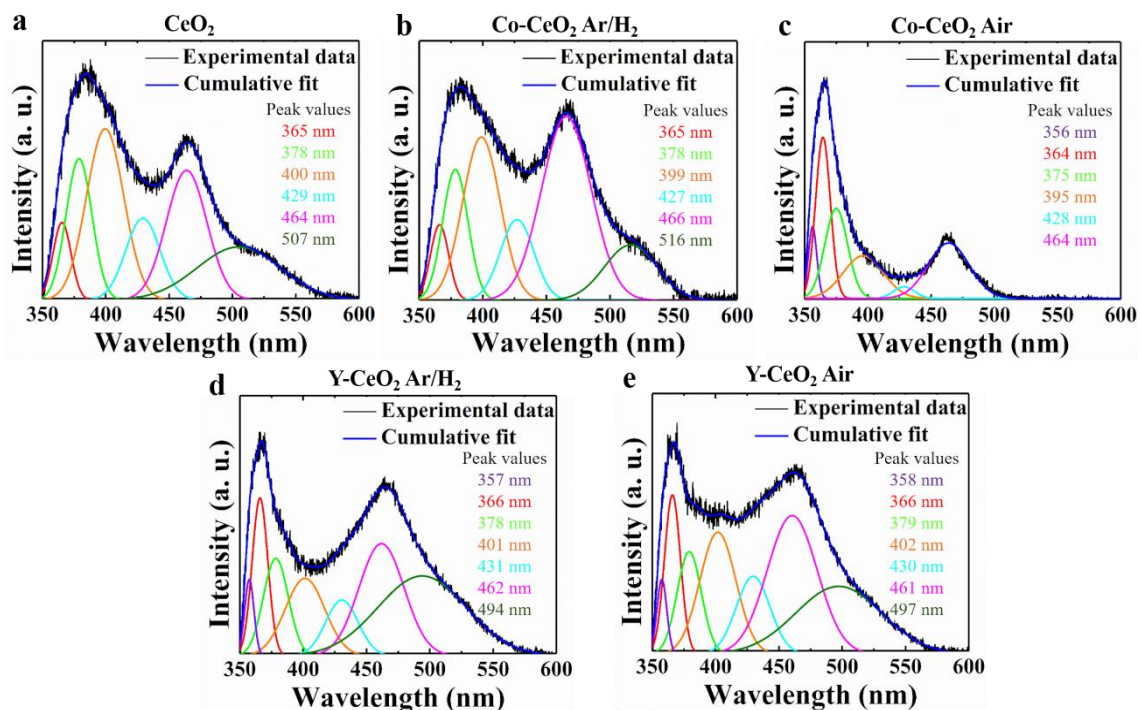 a
CeO₂
Experimental data
Cumulative fit
Peak values
365 nm
378 nm
400 nm
429 nm
464 nm
507 nm
Intensity (a. u.)
350 400 450 500 550 600
Wavelength (nm)
b
Co-CeO₂ Ar/H₂
Experimental data
Cumulative fit
Peak values
365 nm
378 nm
399 nm
427 nm
466 nm
516 nm
Intensity (a. u.)
350 400 450 500 550 600
Wavelength (nm)
c
Co-CeO₂ Air
Experimental data
Cumulative fit
Peak values
356 nm
364 nm
375 nm
395 nm
428 nm
464 nm
Intensity (a. u.)
350 400 450 500 550 600
Wavelength (nm)
d
Y-CeO₂ Ar/H₂
Experimental data
Cumulative fit
Peak values
357 nm
366 nm
378 nm
401 nm
431 nm
462 nm
494 nm
Intensity (a. u.)
350 400 450 500 550 600
Wavelength (nm)
e
Y-CeO₂ Air
Experimental data
Cumulative fit
Peak values
358 nm
366 nm
379 nm
402 nm
430 nm
461 nm
497 nm
Intensity (a. u.)
350 400 450 500 550 600
Wavelength (nm)